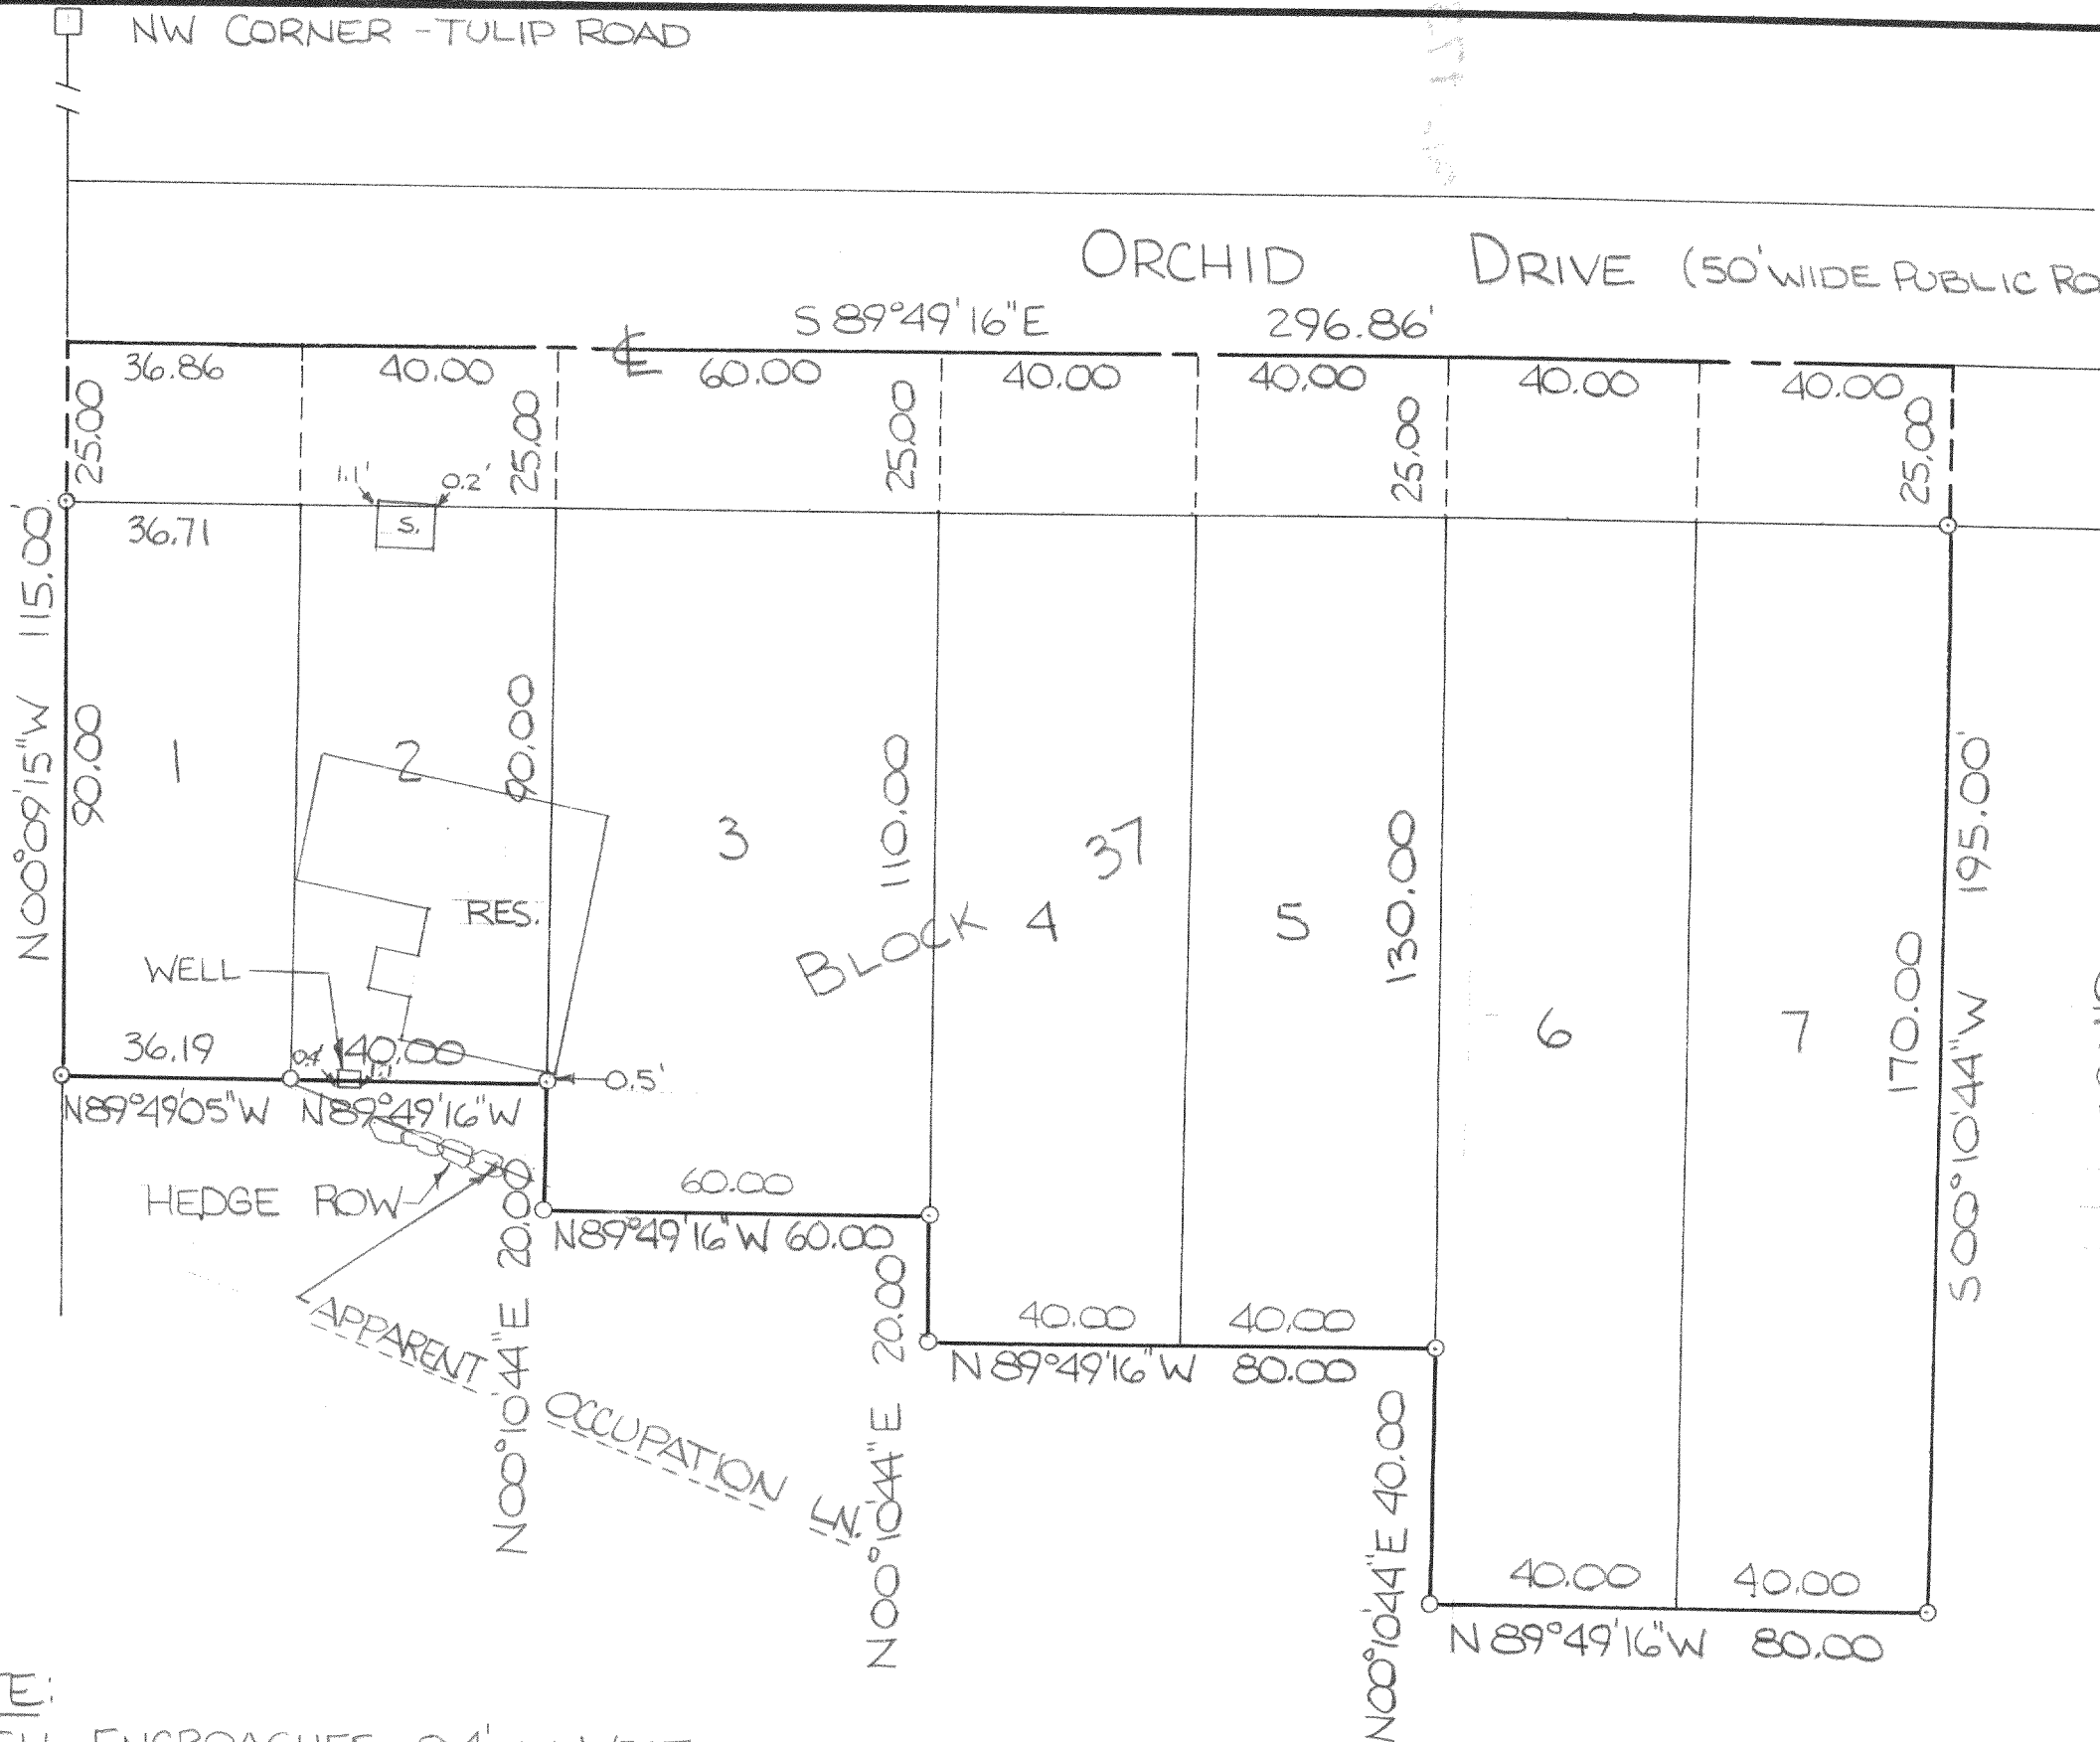 NW CORNER - TULIP ROAD
ORCHID DRIVE (50' WIDE PUBLIC RO
S 89°49'16"E 296.86'
36.86 40.00 ℄ 60.00 40.00 40.00 40.00 40.00
25.00 25.00 25.00 25.00 25.00
1.1' 0.2'
S.
36.71
N00°09'15"W 115.00'
90.00
1
2
90.00
3
110.00
BLOCK 37
4
5
130.00
6
7
170.00
S00°10'44"W 195.00'
RES.
WELL
36.19 0.4' 40.00 1.1
0.5'
N89°49'05"W N89°49'16"W
HEDGE ROW
APPARENT OCCUPATION LN.
N00°10'44"E 20.00
60.00
N89°49'16"W 60.00
N00°10'44"E 20.00
40.00 40.00
N89°49'16"W 80.00
N00°10'44"E 40.00
40.00 40.00
N89°49'16"W 80.00
E:
ENCROACHES 0.4'